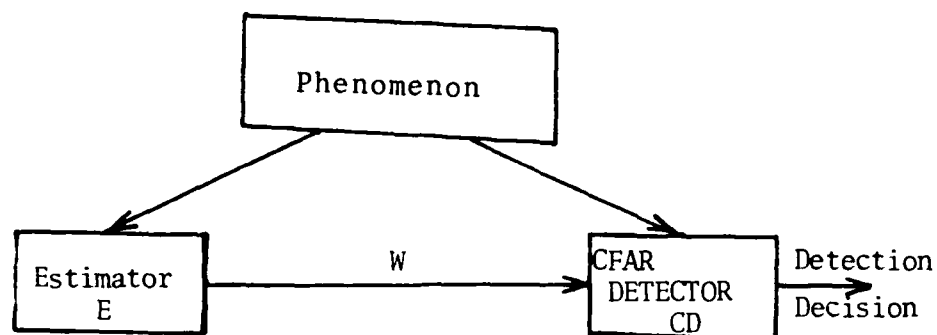 Phenomenon
Estimator
E
W
CFAR
DETECTOR
CD
Detection
Decision